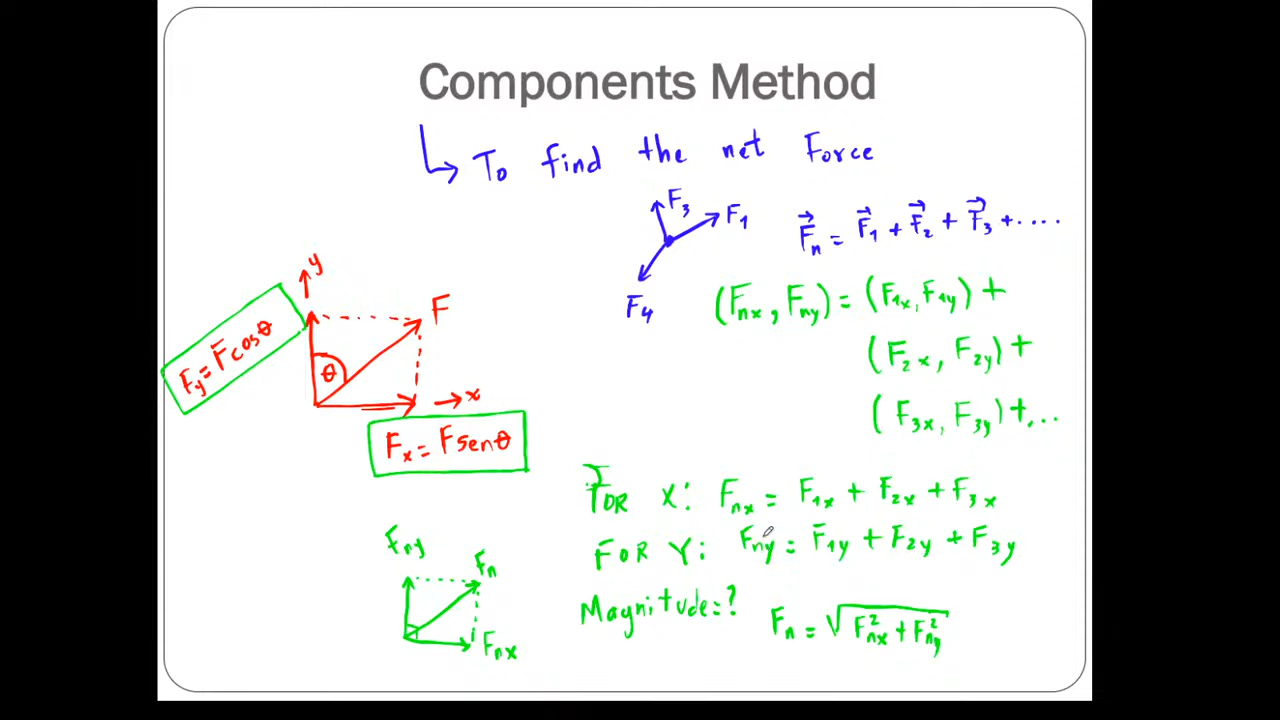 Components Method
To find the net Force
F₃
F₁
F₄
F⃗ₙ = F⃗₁ + F⃗₂ + F⃗₃ + ....
(Fnx, Fny) = (F1x, F1y) +
(F2x, F2y) +
(F3x, F3y) + ...
y
F
θ
x
Fy = F cosθ
Fx = F senθ
FOR X: Fnx = F1x + F2x + F3x
FOR Y: Fny = F1y + F2y + F3y
Magnitude = ? Fn = √Fnx² + Fny²
Fny
Fn
Fnx